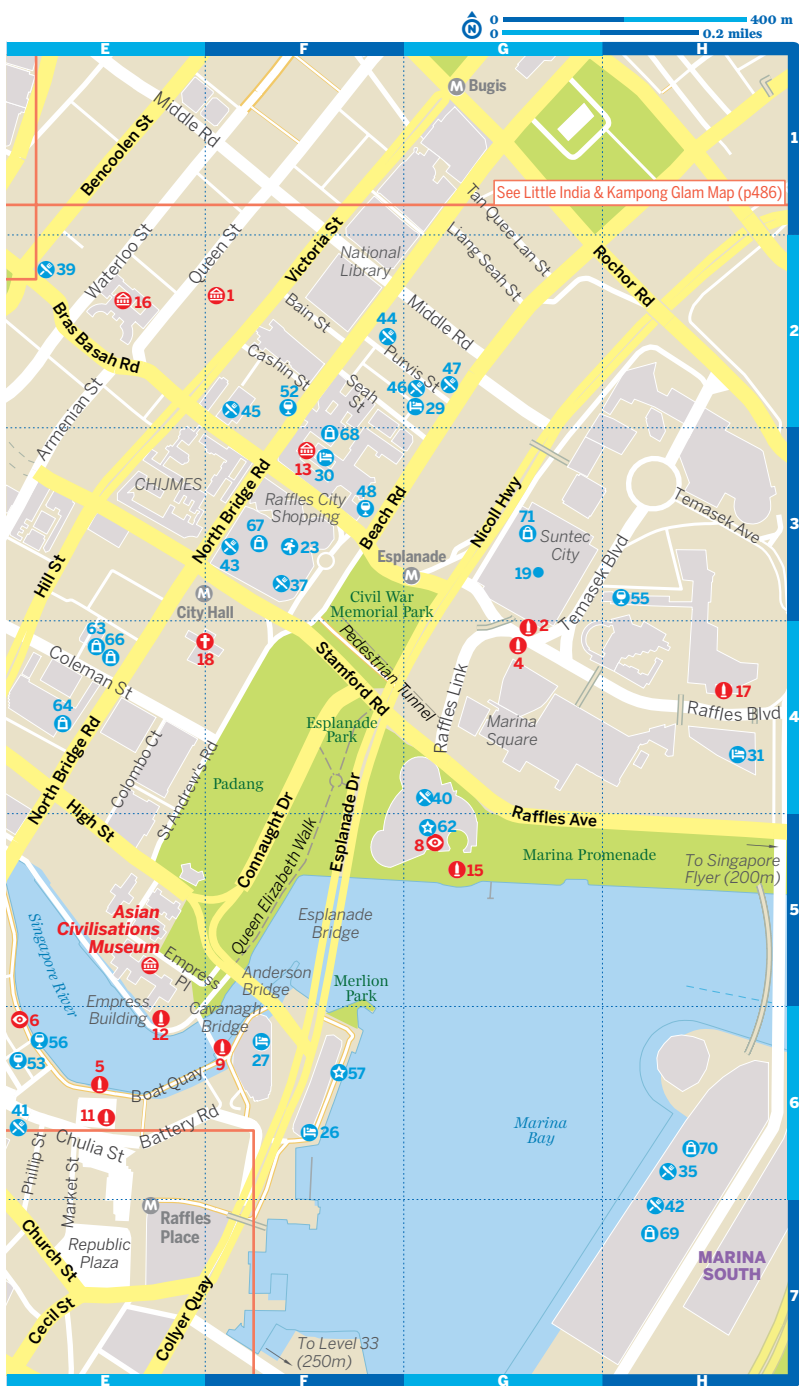 N
0
400 m
0
0.2 miles
E
F
G
H
Bugis
Middle Rd
Bencoolen St
1
See Little India & Kampong Glam Map (p486)
Tan Quee Lan St
Liang Seah St
Victoria St
Waterloo St
Queen St
National
Library
Rochor Rd
39
16
1
Bain St
Middle Rd
44
2
Bras Basah Rd
Cashin St
Purvis St
47
46
Seah
St
52
45
29
Armenian St
68
13
30
CHIJMES
North Bridge Rd
Raffles City
Shopping
48
Beach Rd
Nicoll Hwy
Temasek Ave
71
Suntec
City
3
67
23
43
37
Esplanade
19
Temasek Blvd
55
Hill St
City Hall
Civil War
Memorial Park
63
66
18
2
4
Pedestrian Tunnel
Coleman St
Stamford Rd
Raffles Link
17
Raffles Blvd
64
Esplanade
Park
Marina
Square
4
31
North Bridge Rd
Colombo Ct
St Andrew's Rd
Padang
40
High St
Connaught Dr
Esplanade Dr
Raffles Ave
62
8
15
Marina Promenade
To Singapore
Flyer (200m)
Queen Elizabeth Walk
Asian
Civilisations
Museum
Esplanade
Bridge
5
Singapore River
Empress
Pl
Anderson
Bridge
Merlion
Park
Empress
Building
Cavanagh
Bridge
6
12
56
53
9
27
57
5
Boat Quay
41
11
Battery Rd
26
Marina
Bay
6
Chulia St
70
35
Phillip St
Market St
42
69
Raffles
Place
Church St
Republic
Plaza
MARINA
SOUTH
7
Cecil St
Collyer Quay
To Level 33
(250m)
E
F
G
H